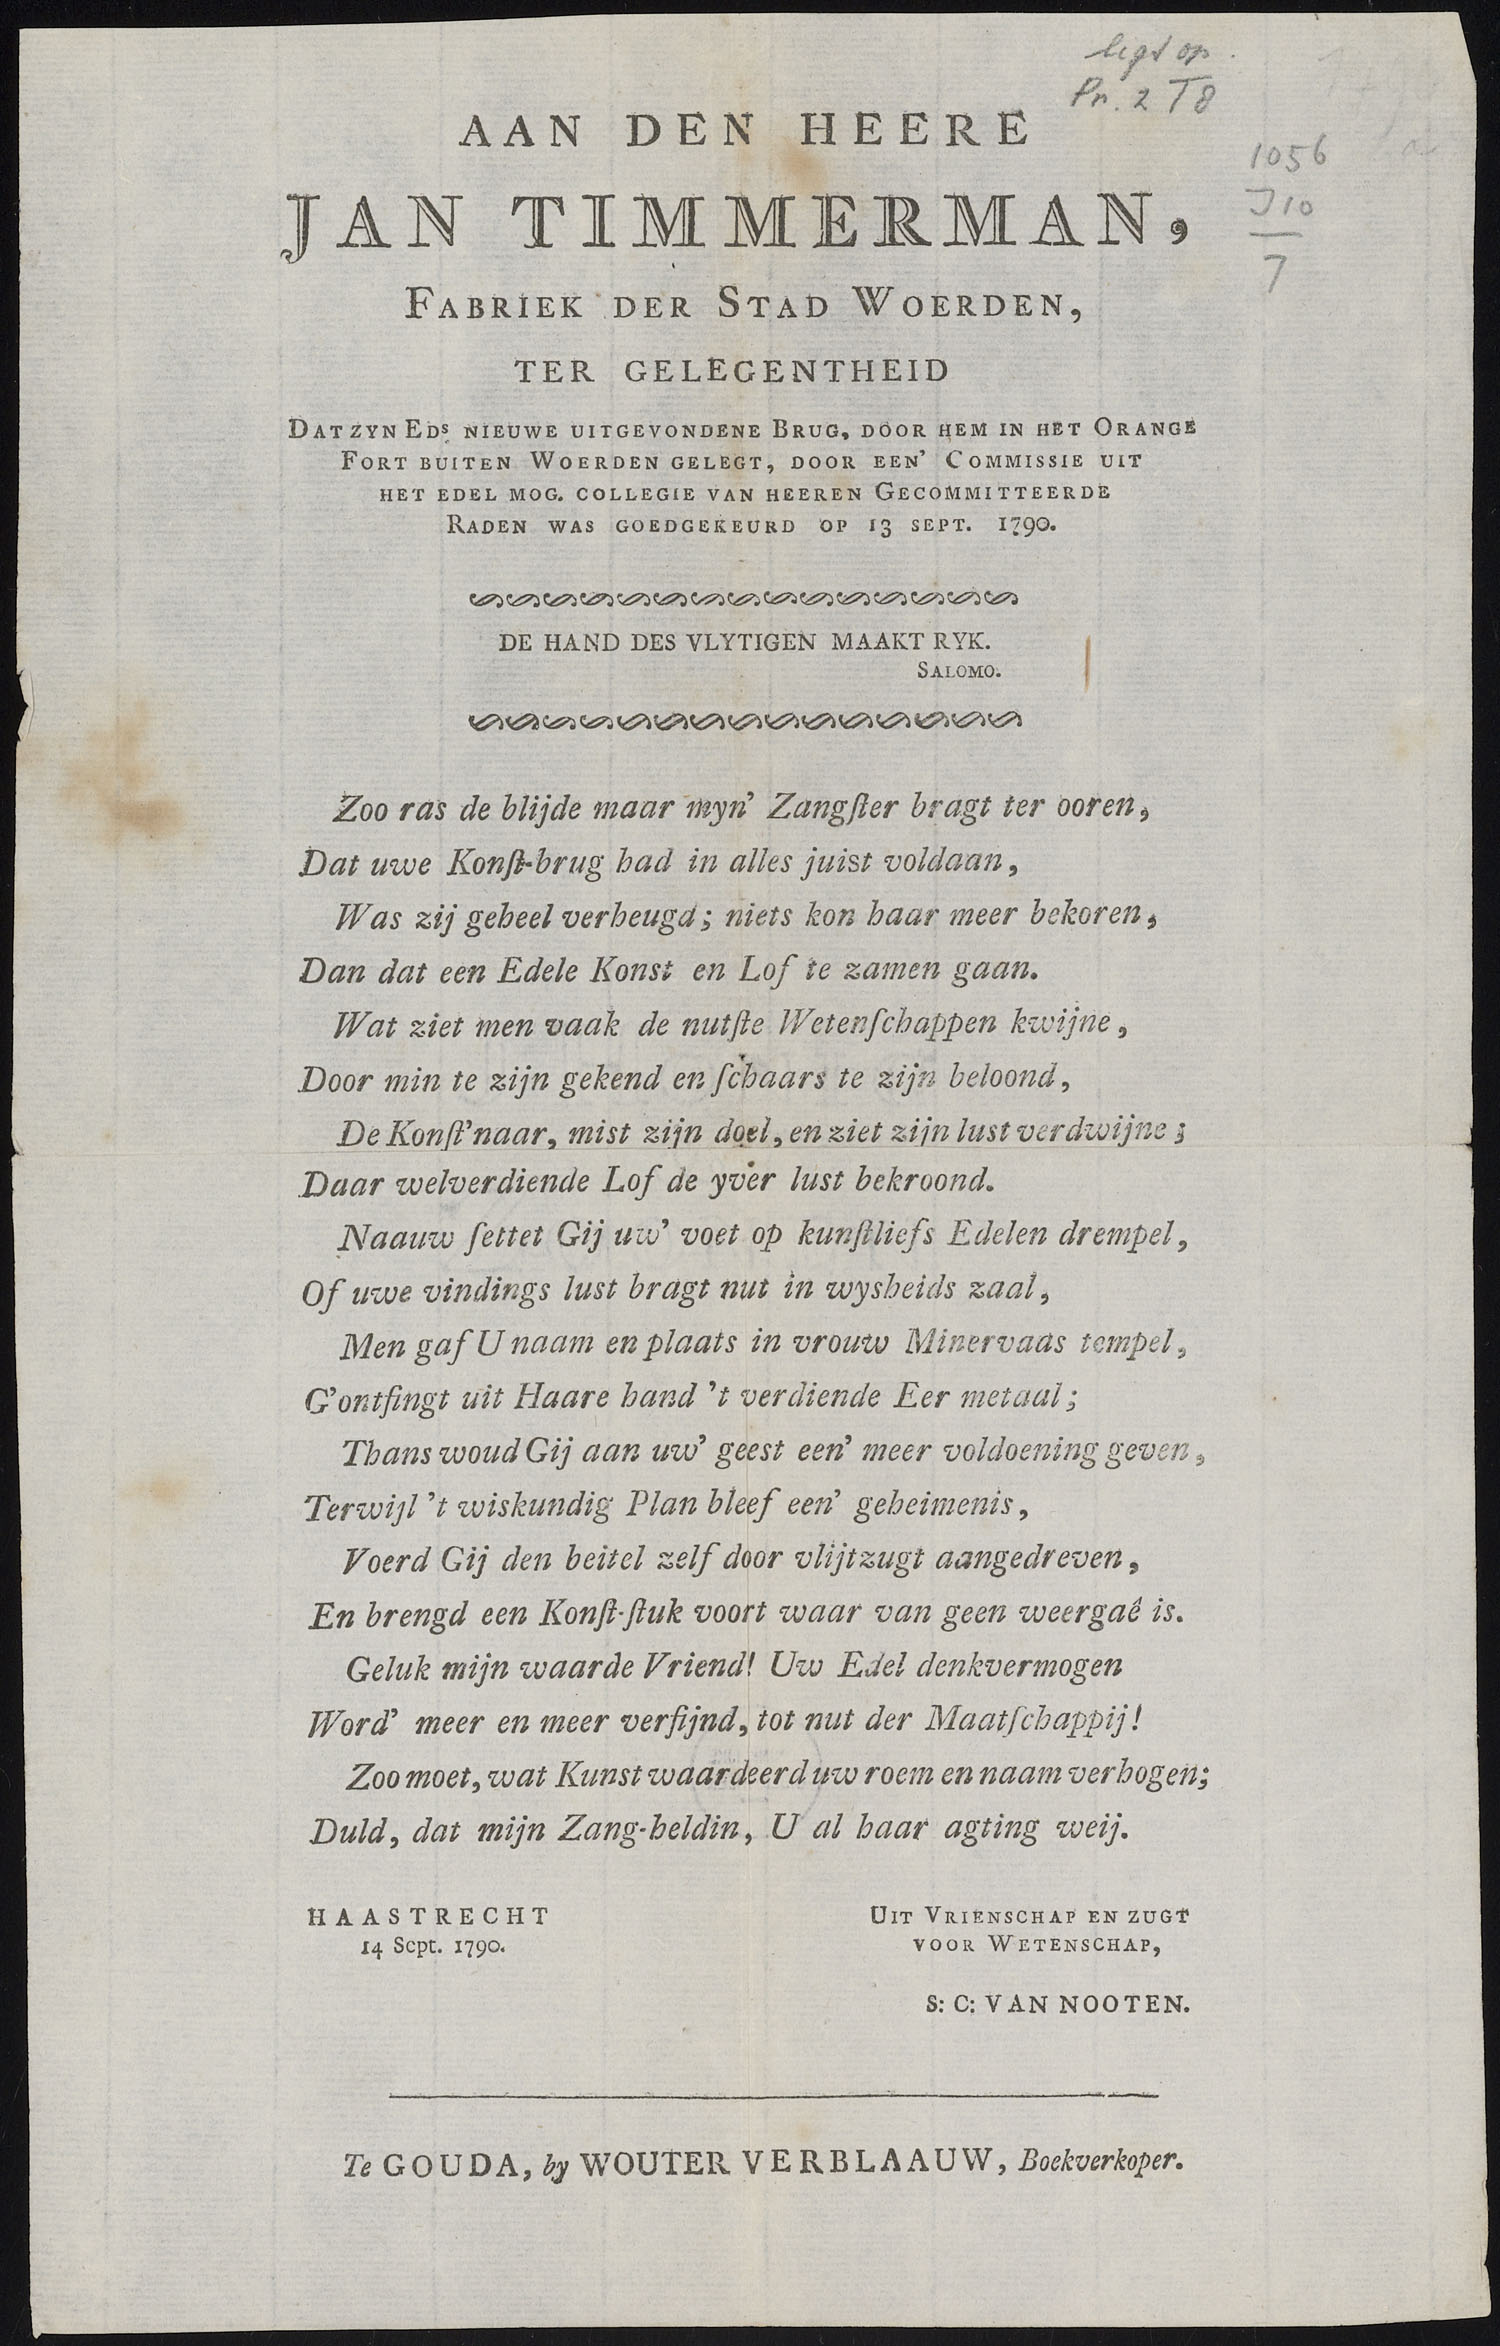 ligt op
Pr. 2 T8
1056
J10
7
AAN DEN HEERE
JAN TIMMERMAN,
FABRIEK DER STAD WOERDEN,
TER GELEGENTHEID
DAT ZYN EDs NIEUWE UITGEVONDENE BRUG, DOOR HEM IN HET ORANGE
FORT BUITEN WOERDEN GELEGT, DOOR EEN' COMMISSIE UIT
HET EDEL MOG. COLLEGIE VAN HEEREN GECOMMITTEERDE
RADEN WAS GOEDGEKEURD OP 13 SEPT. 1790.
DE HAND DES VLYTIGEN MAAKT RYK.
SALOMO.
Zoo ras de blijde maar myn' Zangſter bragt ter ooren,
Dat uwe Konſt-brug had in alles juist voldaan,
Was zij geheel verheugd; niets kon haar meer bekoren,
Dan dat een Edele Konst en Lof te zamen gaan.
Wat ziet men vaak de nutſte Wetenſchappen kwijne,
Door min te zijn gekend en ſchaars te zijn beloond,
De Konſt'naar, mist zijn doel, en ziet zijn lust verdwijne;
Daar welverdiende Lof de yver lust bekroond.
Naauw ſettet Gij uw' voet op kunſtliefs Edelen drempel,
Of uwe vindings lust bragt nut in wysheids zaal,
Men gaf U naam en plaats in vrouw Minervaas tempel,
G'ontfingt uit Haare hand 't verdiende Eer metaal;
Thans woud Gij aan uw' geest een' meer voldoening geven,
Terwijl 't wiskundig Plan bleef een' geheimenis,
Voerd Gij den beitel zelf door vlijtzugt aangedreven,
En brengd een Konſt-ſtuk voort waar van geen weergaê is.
Geluk mijn waarde Vriend! Uw Edel denkvermogen
Word' meer en meer verfijnd, tot nut der Maatſchappij!
Zoo moet, wat Kunst waardeerd uw roem en naam verhogen;
Duld, dat mijn Zang-heldin, U al haar agting weij.
HAASTRECHT
14 Sept. 1790.
UIT VRIENSCHAP EN ZUGT
VOOR WETENSCHAP,
S: C: VAN NOOTEN.
Te GOUDA, by WOUTER VERBLAAUW, Boekverkoper.